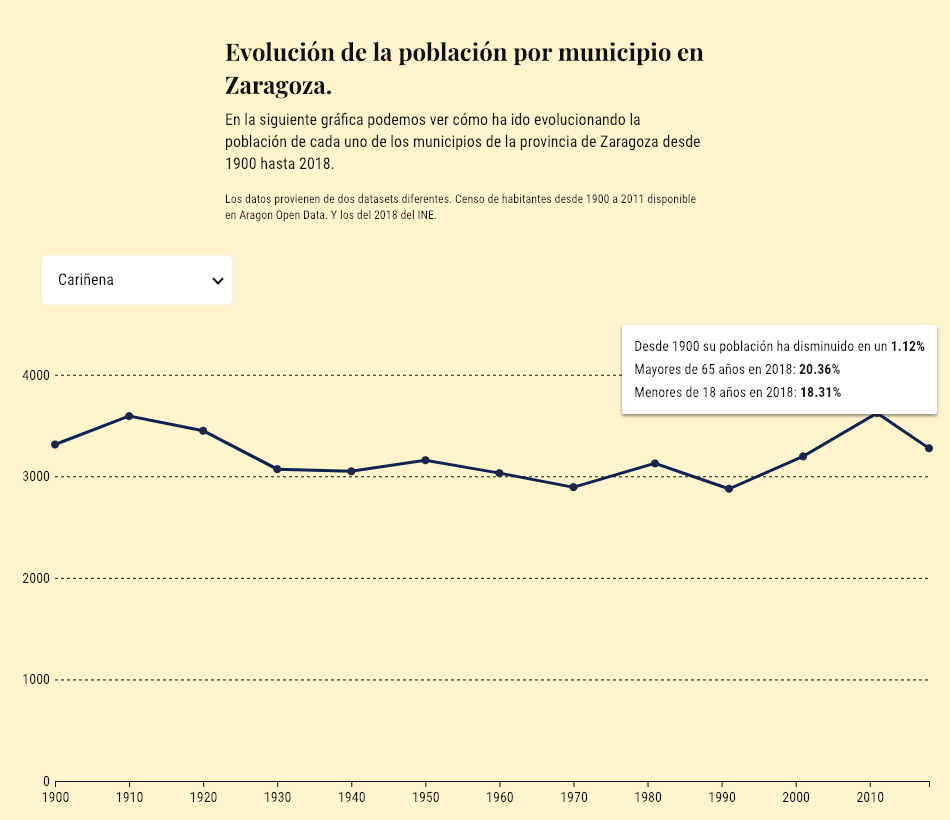 Evolución de la población por municipio en
Zaragoza.
En la siguiente gráfica podemos ver cómo ha ido evolucionando la
población de cada uno de los municipios de la provincia de Zaragoza desde
1900 hasta 2018.
Los datos provienen de dos datasets diferentes. Censo de habitantes desde 1900 a 2011 disponible
en Aragon Open Data. Y los del 2018 del INE.
Cariñena
Desde 1900 su población ha disminuido en un 1.12%
Mayores de 65 años en 2018: 20.36%
Menores de 18 años en 2018: 18.31%
4000
3000
2000
1000
0
1900 1910 1920 1930 1940 1950 1960 1970 1980 1990 2000 2010